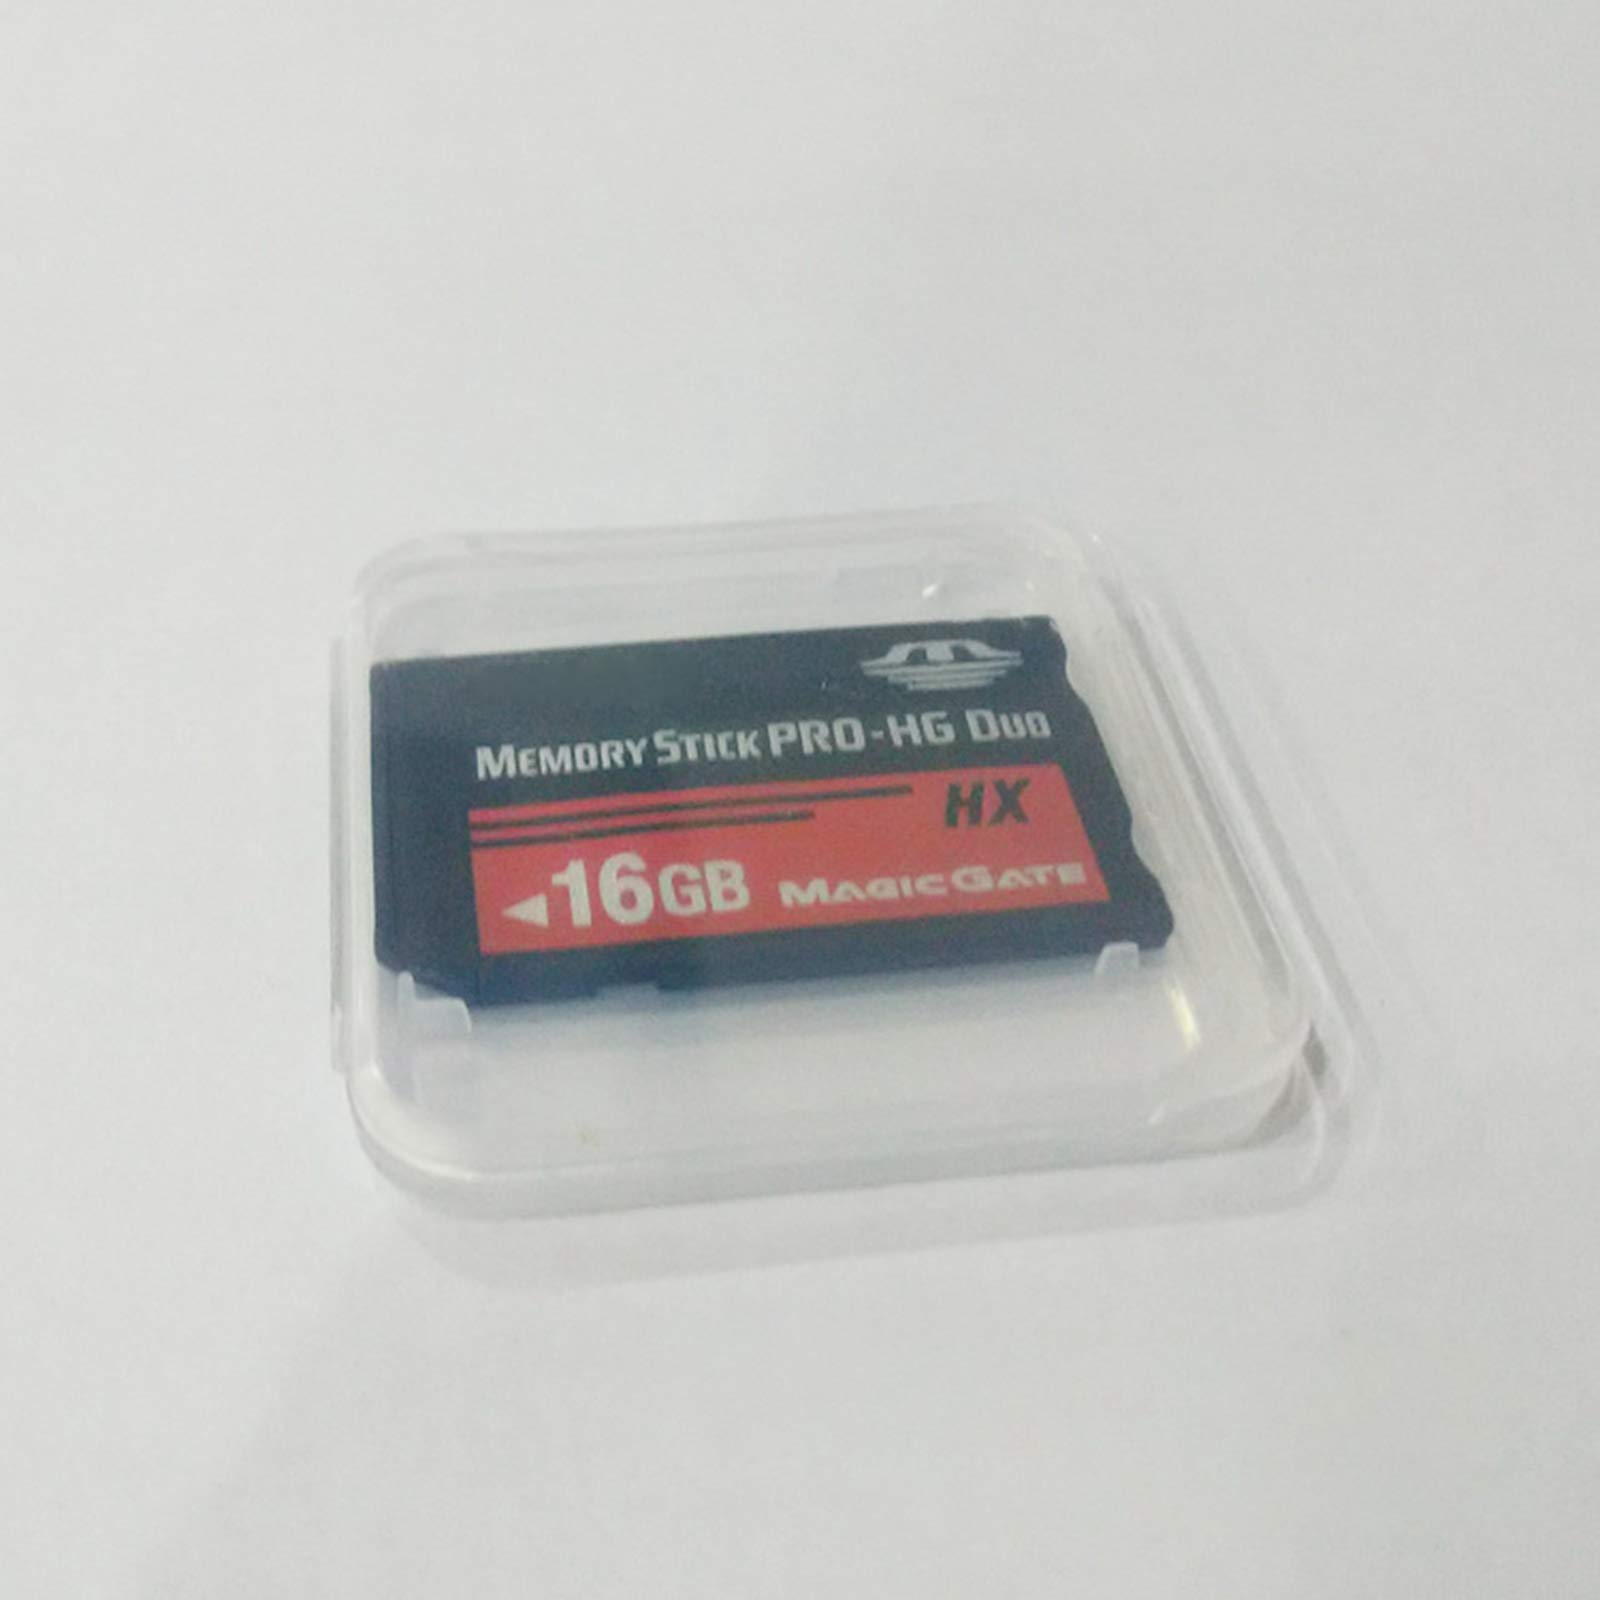 MEMORY STICK PRO-HG DUO
HX
16GB MAGICGATE